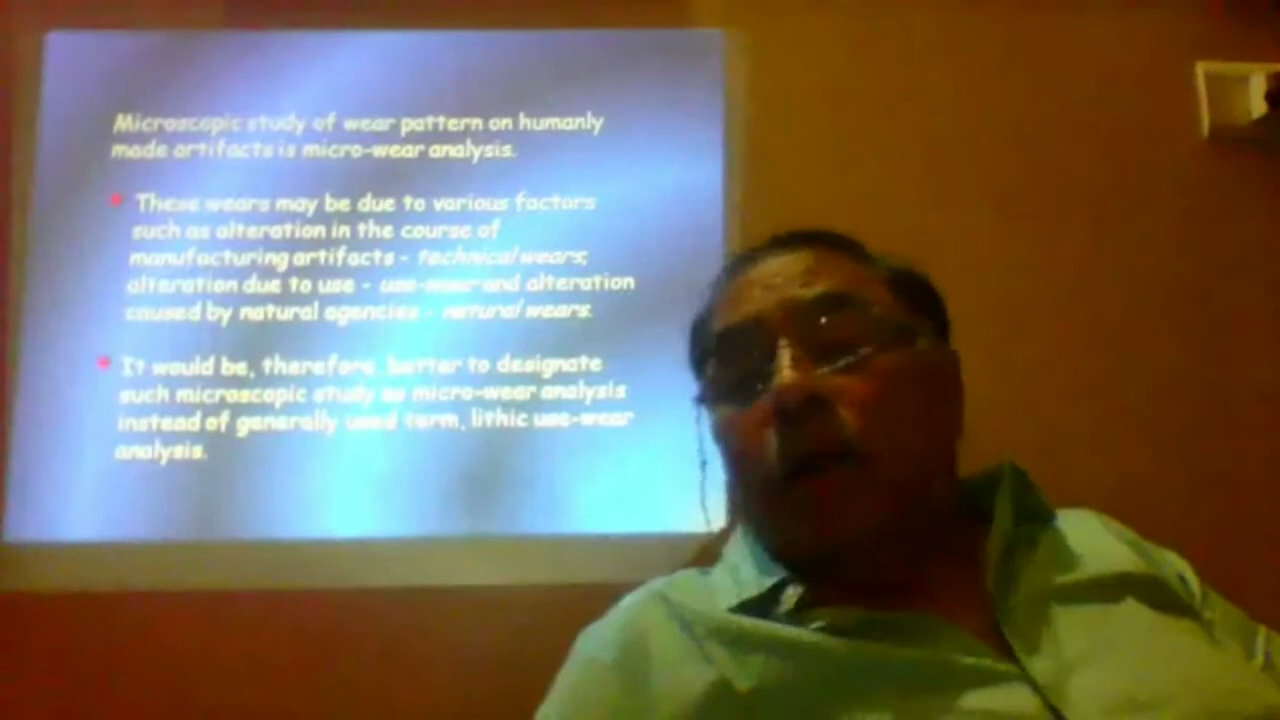 Microscopic study of wear pattern on humanly
made artifacts is micro-wear analysis.
These wears may be due to various factors
such as alteration in the course of
manufacturing artifacts - technical wears;
alteration due to use - use-wear and alteration
caused by natural agencies - natural wears.
It would be, therefore, better to designate
such microscopic study as micro-wear analysis
instead of generally used term, lithic use-wear
analysis.